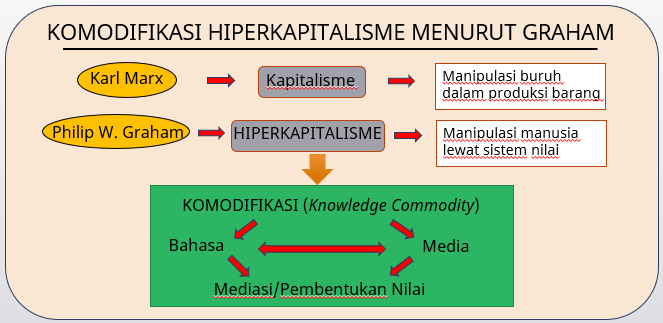 KOMODIFIKASI HIPERKAPITALISME MENURUT GRAHAM
Karl Marx
Kapitalisme
Manipulasi buruh
dalam produksi barang
Philip W. Graham
HIPERKAPITALISME
Manipulasi manusia
lewat sistem nilai
KOMODIFIKASI (Knowledge Commodity)
Bahasa
Media
Mediasi/Pembentukan Nilai